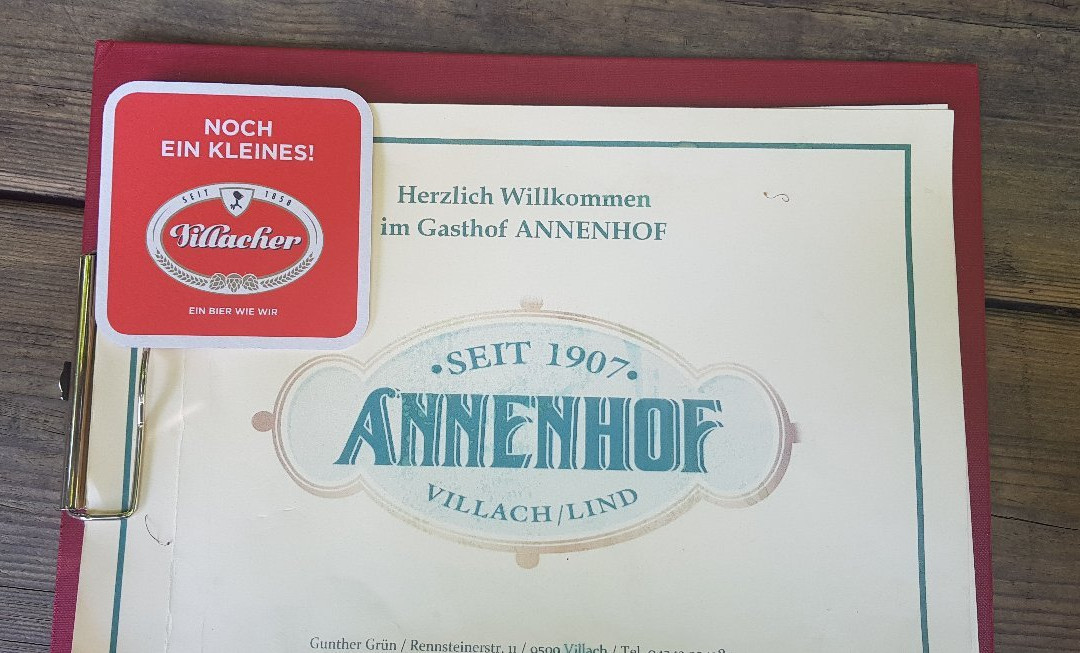 NOCH
EIN KLEINES!
SEIT 1858
Villacher
EIN BIER WIE WIR
Herzlich Willkommen
im Gasthof ANNENHOF
•SEIT 1907•
ANNENHOF
VILLACH/LIND
Gunther Grün / Rennsteinerstr. 11 / 9500 Villach / Tel.